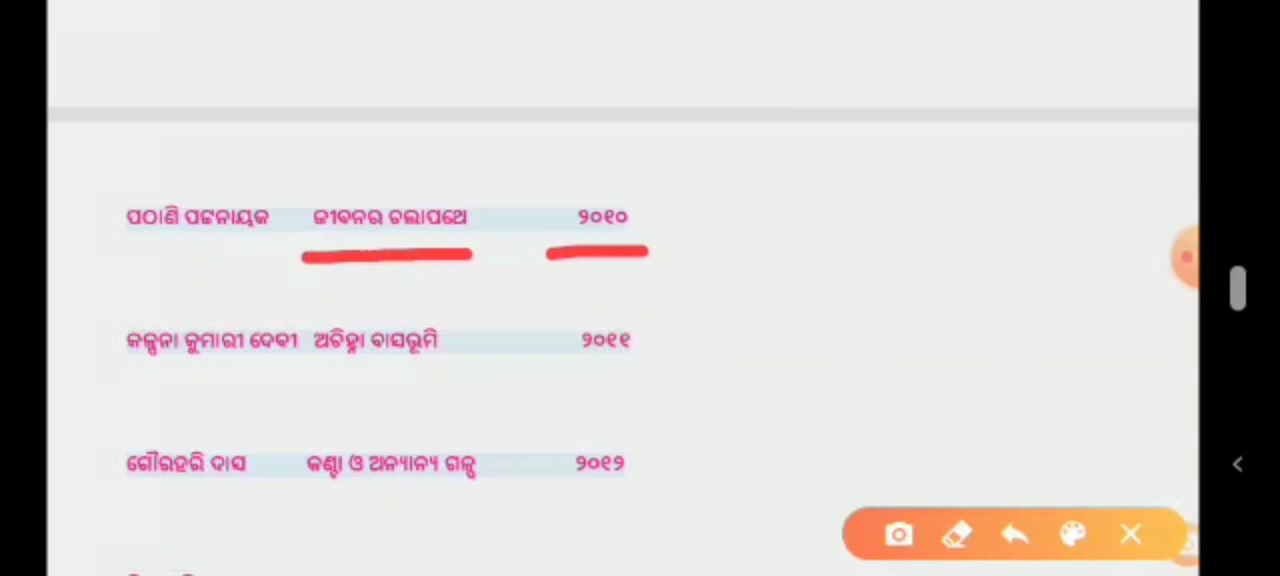 ପଠାଣି ପଟ୍ଟନାୟକ ଜୀବନର ଚଲାପଥେ ୨୦୧୦
କଳ୍ପନା କୁମାରୀ ଦେବୀ ଅଚିହ୍ନା ବାସଭୂମି ୨୦୧୧
ଗୌରହରି ଦାସ କଣ୍ଟା ଓ ଅନ୍ୟାନ୍ୟ ଗଳ୍ପ ୨୦୧୨